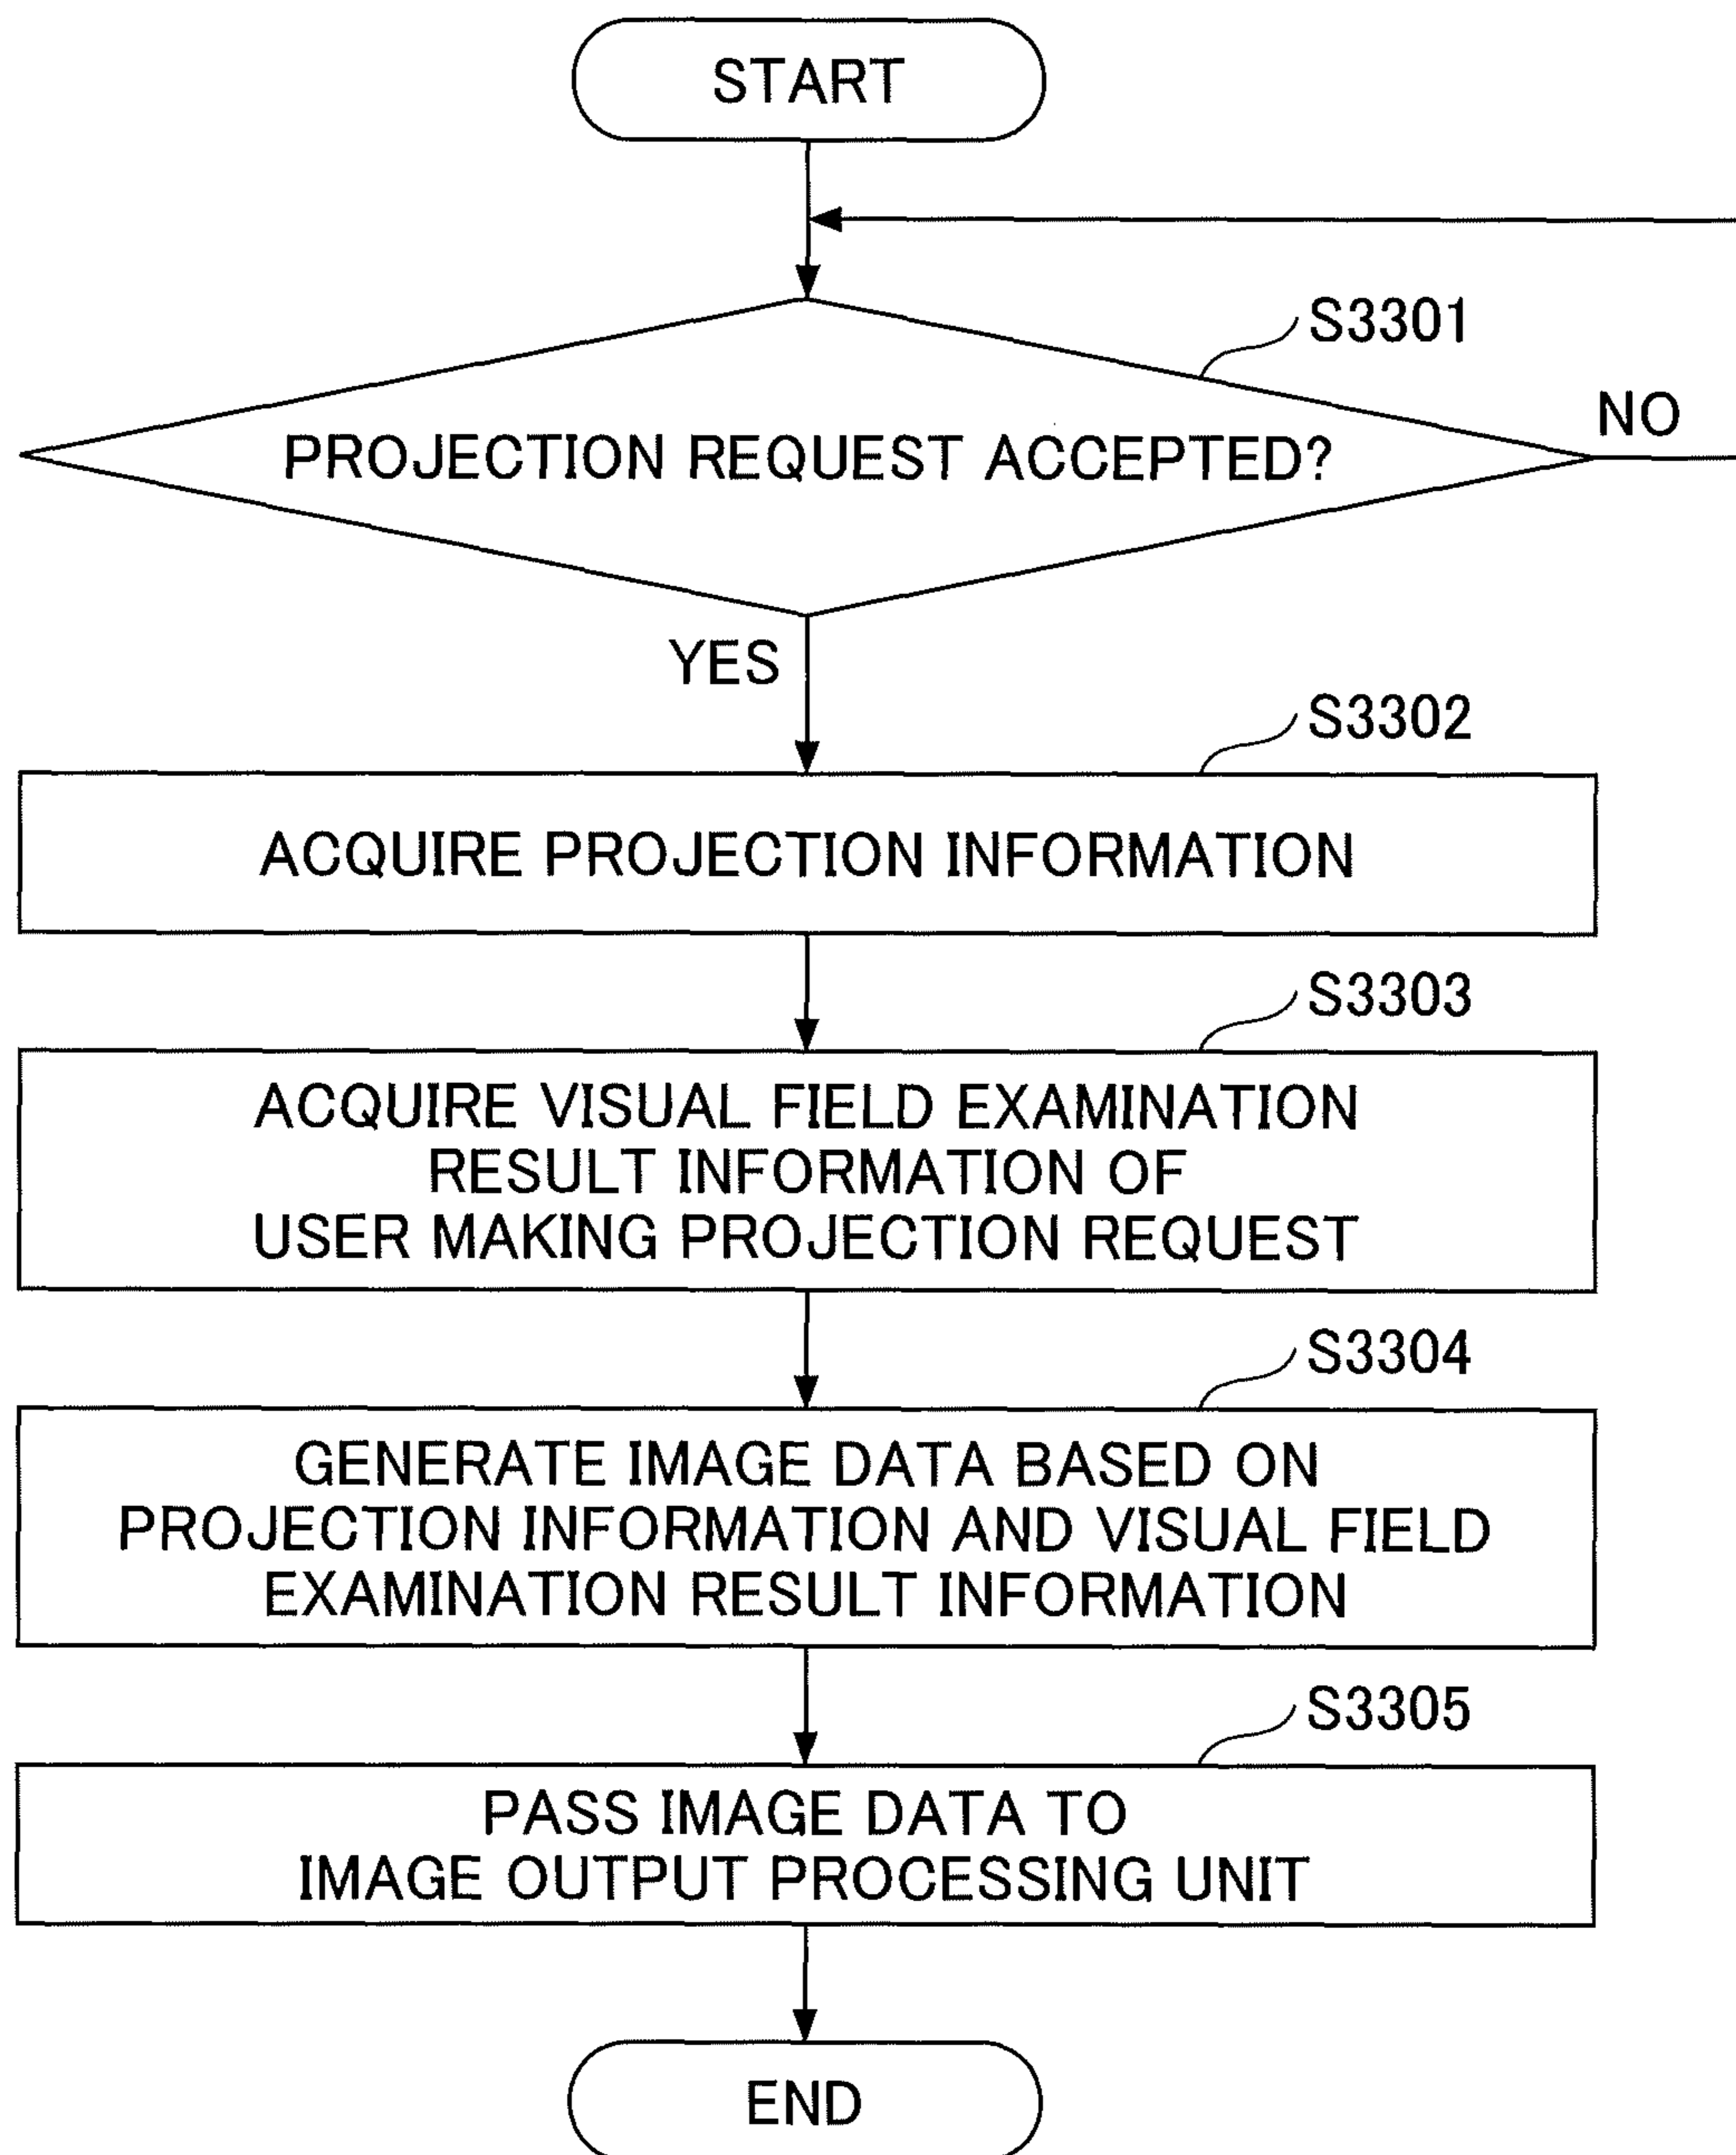 START
S3301
PROJECTION REQUEST ACCEPTED?
NO
YES
S3302
ACQUIRE PROJECTION INFORMATION
S3303
ACQUIRE VISUAL FIELD EXAMINATION
RESULT INFORMATION OF
USER MAKING PROJECTION REQUEST
S3304
GENERATE IMAGE DATA BASED ON
PROJECTION INFORMATION AND VISUAL FIELD
EXAMINATION RESULT INFORMATION
S3305
PASS IMAGE DATA TO
IMAGE OUTPUT PROCESSING UNIT
END